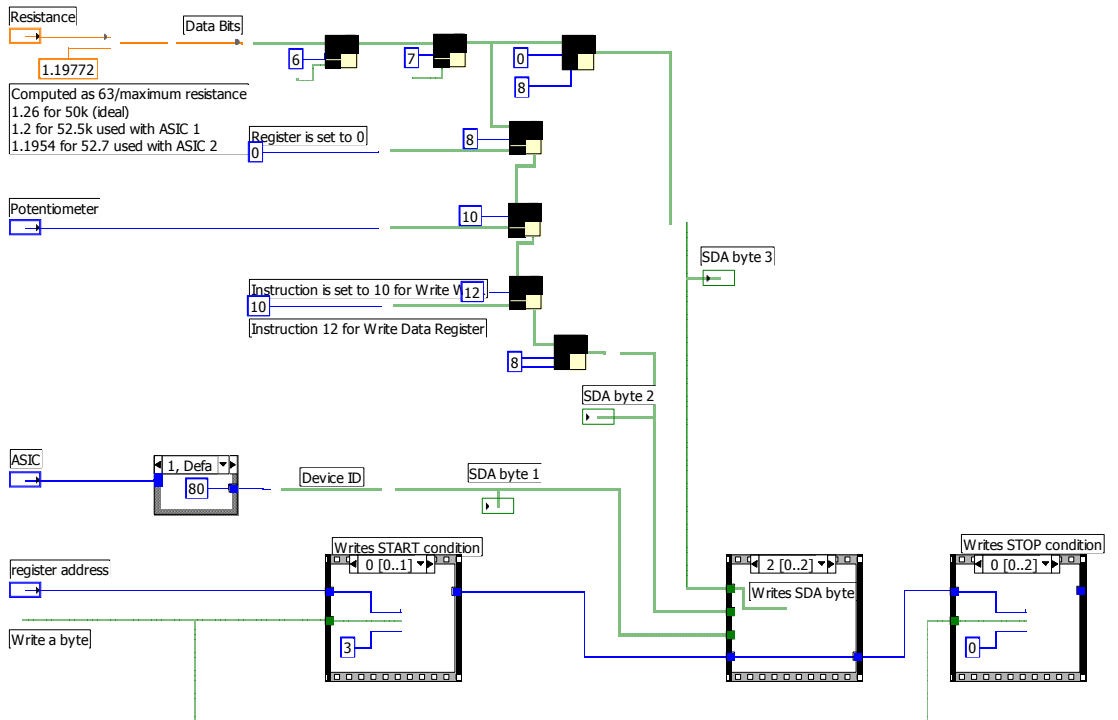 Resistance
Data Bits
1.19772
6
7
0
8
Computed as 63/maximum resistance
1.26 for 50k (ideal)
1.2 for 52.5k used with ASIC 1
1.1954 for 52.7 used with ASIC 2
Register is set to 0
0
8
Potentiometer
10
SDA byte 3
Instruction is set to 10 for Write
12
10
Instruction 12 for Write Data Register
8
SDA byte 2
ASIC
1, Defa
80
Device ID
SDA byte 1
Writes START condition
0 [0..1]
2 [0..2]
Writes STOP condition
0 [0..2]
register address
Writes SDA byte
Write a byte
3
0